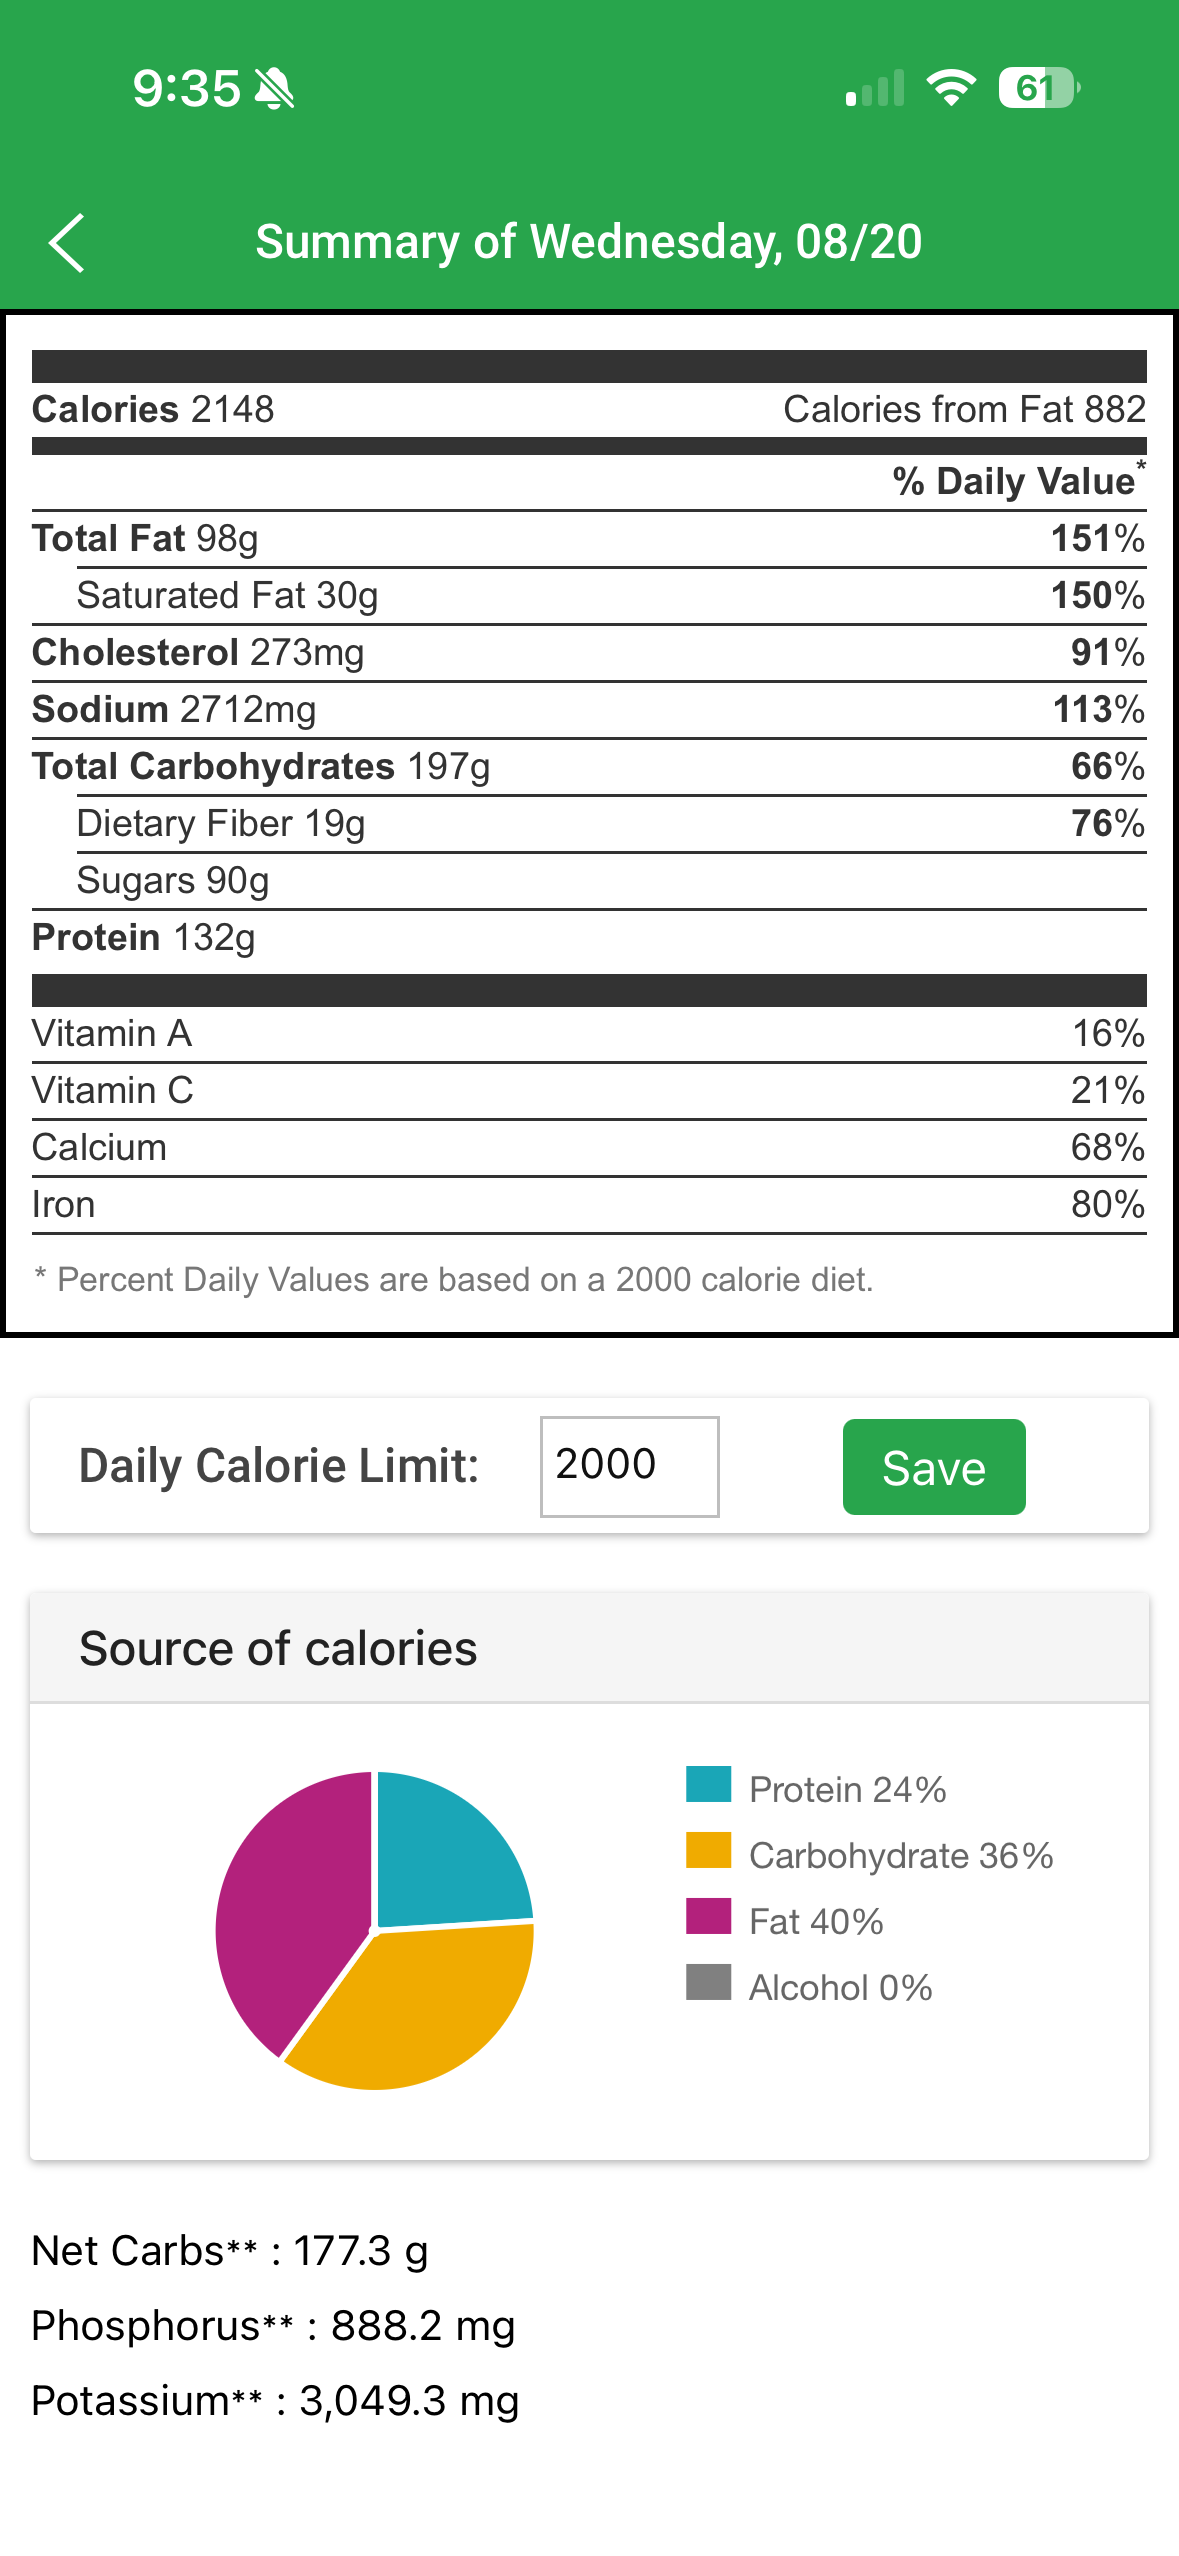 9:35
61
Summary of Wednesday, 08/20
Calories 2148 Calories from Fat 882
% Daily Value*
Total Fat 98g 151%
Saturated Fat 30g 150%
Cholesterol 273mg 91%
Sodium 2712mg 113%
Total Carbohydrates 197g 66%
Dietary Fiber 19g 76%
Sugars 90g
Protein 132g
Vitamin A 16%
Vitamin C 21%
Calcium 68%
Iron 80%
* Percent Daily Values are based on a 2000 calorie diet.
Daily Calorie Limit: 2000 Save
Source of calories
Protein 24%
Carbohydrate 36%
Fat 40%
Alcohol 0%
Net Carbs** : 177.3 g
Phosphorus** : 888.2 mg
Potassium** : 3,049.3 mg